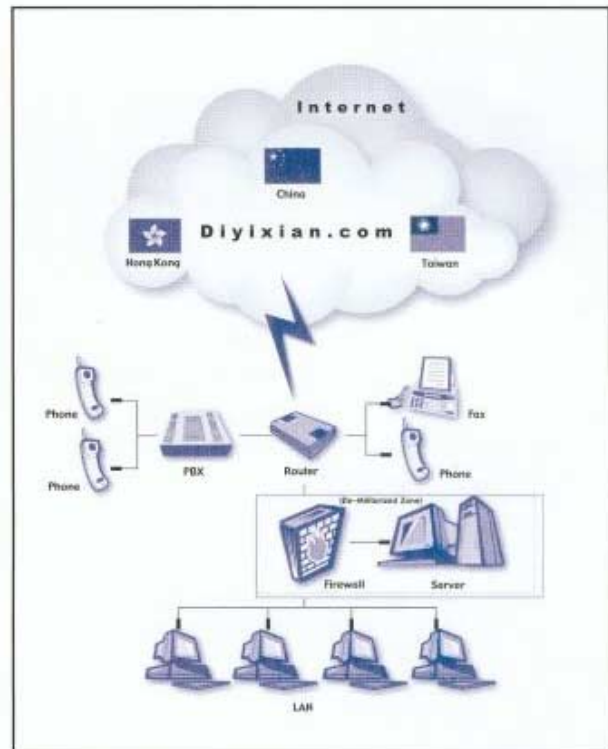 Internet
China
Diyixian.com
Hong Kong
Taiwan
Phone
Fax
Phone
PBX
Router
Phone
(De-Militarized Zone)
Firewall
Server
LAN